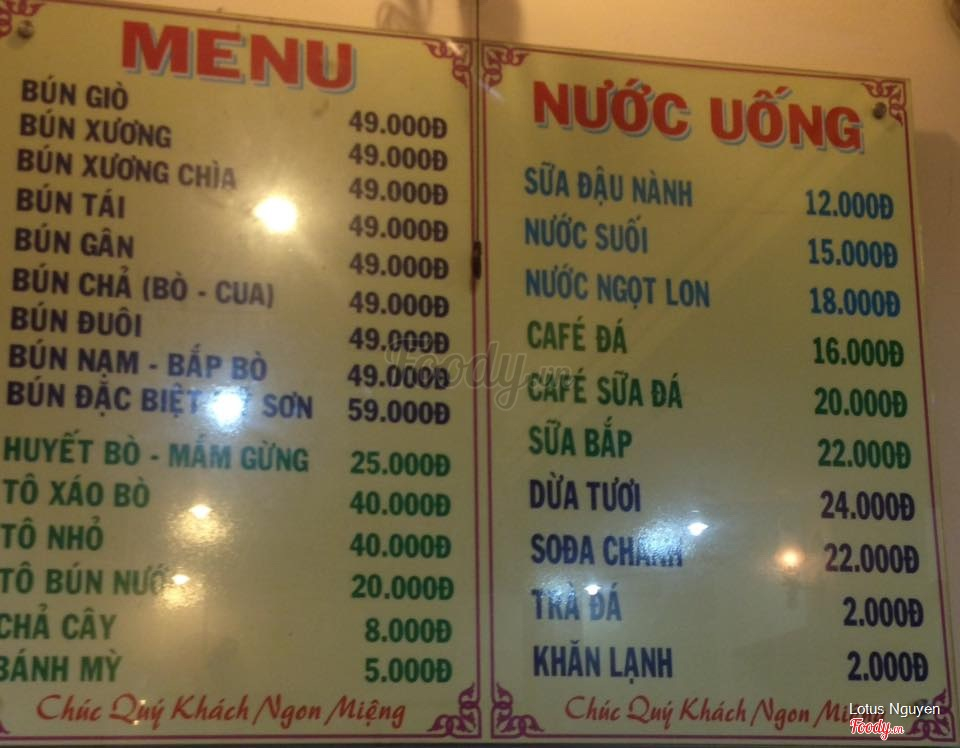 MENU
BÚN GIÒ 49.000Đ
BÚN XƯƠNG 49.000Đ
BÚN XƯƠNG CHÌA 49.000Đ
BÚN TÁI 49.000Đ
BÚN GÂN 49.000Đ
BÚN CHẢ (BÒ - CUA) 49.000Đ
BÚN ĐUÔI 49.000Đ
BÚN NẠM - BẮP BÒ 49.000Đ
BÚN ĐẶC BIỆT SƠN 59.000Đ
HUYẾT BÒ - MẮM GỪNG 25.000Đ
TÔ XÁO BÒ 40.000Đ
TÔ NHỎ 40.000Đ
TÔ BÚN 20.000Đ
CHẢ CÂY 8.000Đ
BÁNH MỲ 5.000Đ
Chúc Quý Khách Ngon Miệng
NƯỚC UỐNG
SỮA ĐẬU NÀNH 12.000Đ
NƯỚC SUỐI 15.000Đ
NƯỚC NGỌT LON 18.000Đ
CAFÉ ĐÁ 16.000Đ
CAFÉ SỮA ĐÁ 20.000Đ
SỮA BẮP 22.000Đ
DỪA TƯƠI 24.000Đ
SOĐA CHANH 22.000Đ
TRÀ ĐÁ 2.000Đ
KHĂN LẠNH 2.000Đ
Chúc Quý Khách Ngon
Foody.vn
Lotus Nguyen
Foody.vn